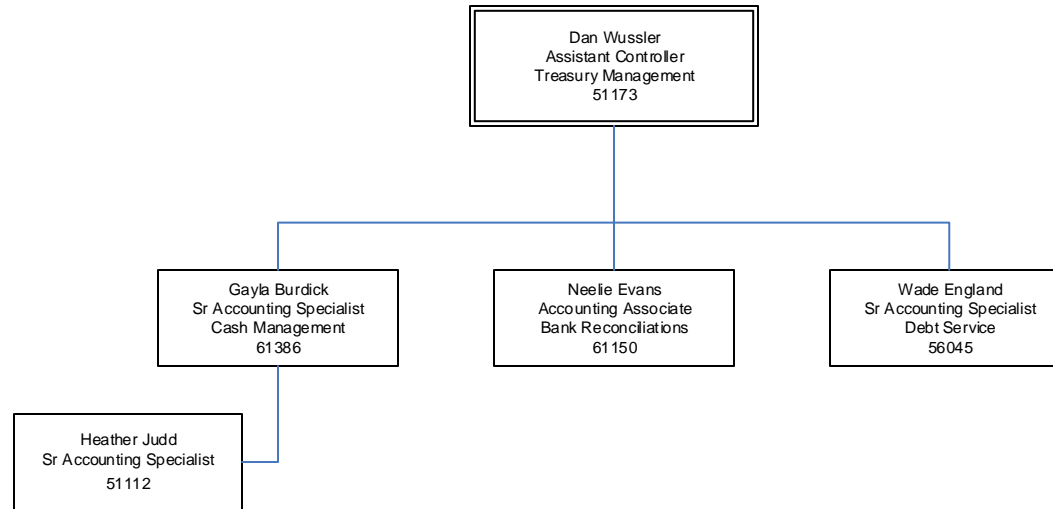 Dan Wussler
Assistant Controller
Treasury Management
51173
Gayla Burdick
Sr Accounting Specialist
Cash Management
61386
Neelie Evans
Accounting Associate
Bank Reconciliations
61150
Wade England
Sr Accounting Specialist
Debt Service
56045
Heather Judd
Sr Accounting Specialist
51112